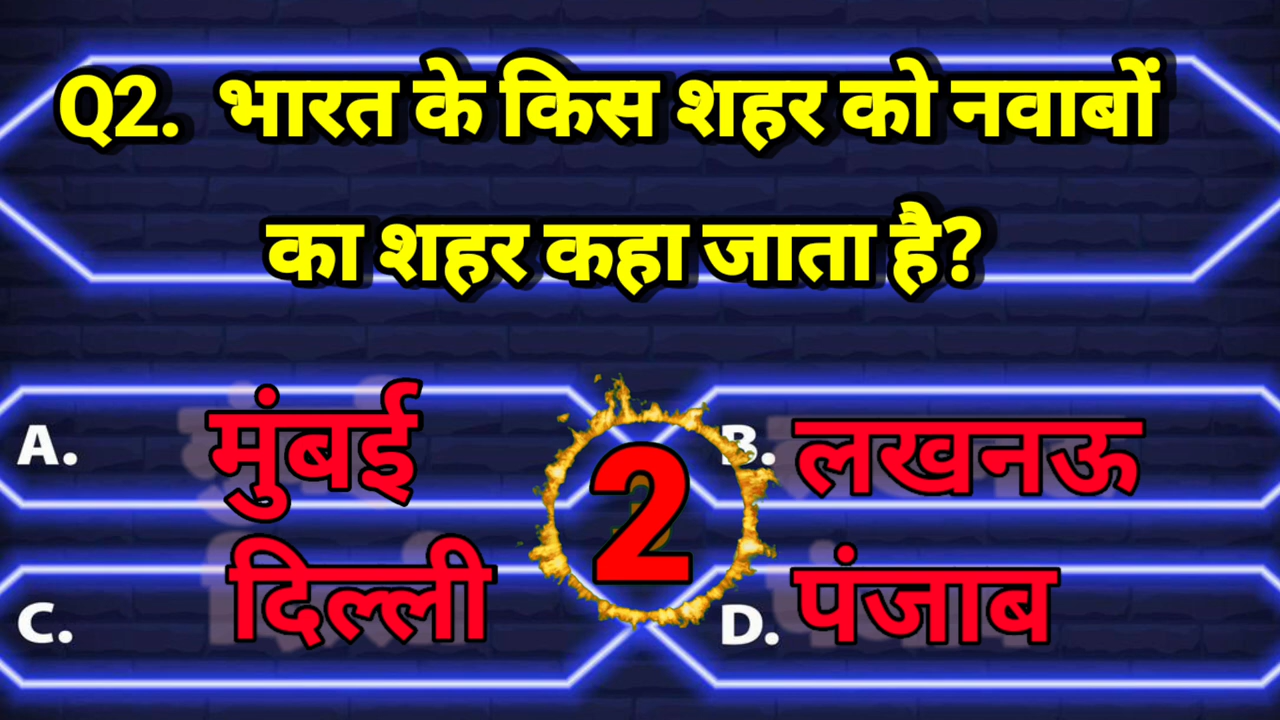 Q2. भारत के किस शहर को नवाबों
का शहर कहा जाता है?
A. मुंबई
B. लखनऊ
2
C. दिल्ली
D. पंजाब